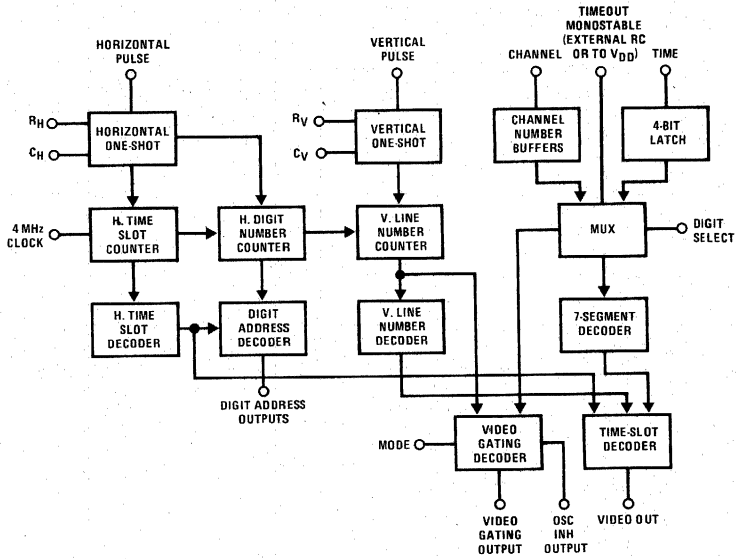 TIMEOUT
MONOSTABLE
(EXTERNAL RC
OR TO VDD)
HORIZONTAL
PULSE
VERTICAL
PULSE
CHANNEL
TIME
RH
CH
HORIZONTAL
ONE-SHOT
RV
CV
VERTICAL
ONE-SHOT
CHANNEL
NUMBER
BUFFERS
4-BIT
LATCH
4 MHz
CLOCK
H. TIME
SLOT
COUNTER
H. DIGIT
NUMBER
COUNTER
V. LINE
NUMBER
COUNTER
MUX
DIGIT
SELECT
H. TIME
SLOT
DECODER
DIGIT
ADDRESS
DECODER
V. LINE
NUMBER
DECODER
7-SEGMENT
DECODER
DIGIT ADDRESS
OUTPUTS
MODE
VIDEO
GATING
DECODER
TIME-SLOT
DECODER
VIDEO
GATING
OUTPUT
OSC
INH
OUTPUT
VIDEO OUT